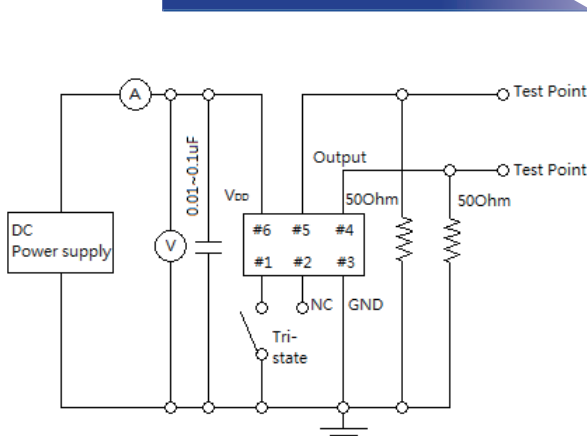 A
Test Point
0.01~0.1uF
Output
Test Point
VDD
50Ohm
50Ohm
DC
Power supply
V
#6 #5 #4
#1 #2 #3
NC GND
Tri-
state